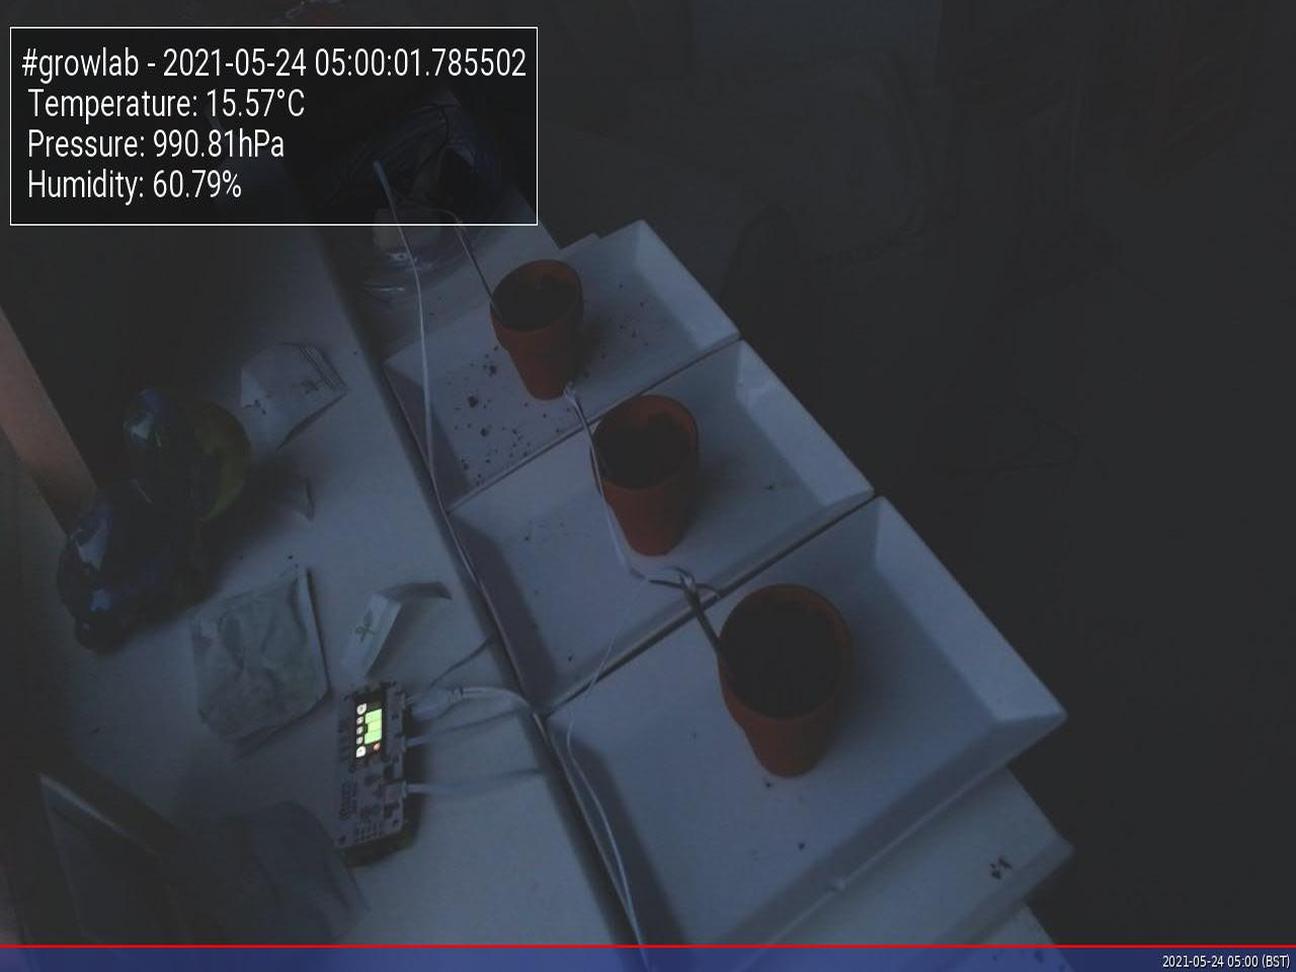 #growlab - 2021-05-24 05:00:01.785502
Temperature: 15.57°C
Pressure: 990.81hPa
Humidity: 60.79%
2021-05-24 05:00 (BST)